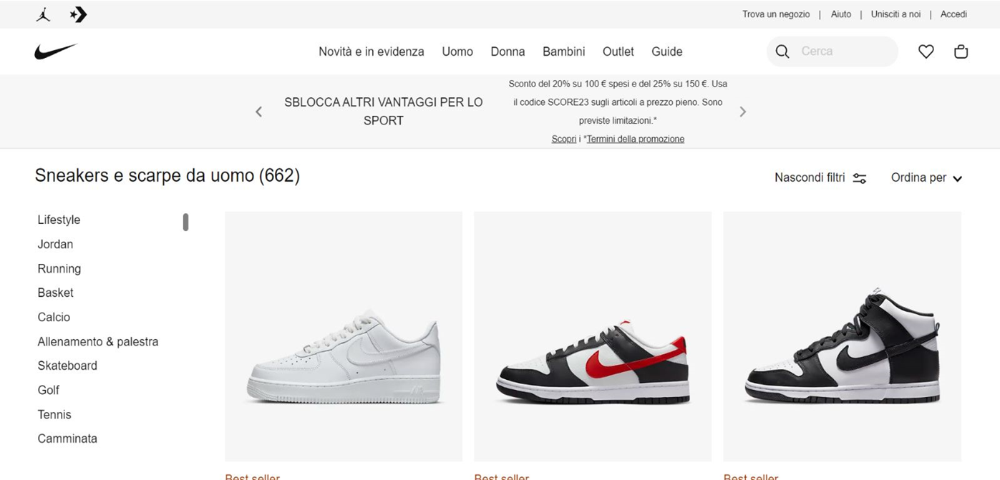 Trova un negozio | Aiuto | Unisciti a noi | Accedi
Novità e in evidenza Uomo Donna Bambini Outlet Guide Cerca
SBLOCCA ALTRI VANTAGGI PER LO
SPORT
Sconto del 20% su 100 € spesi e del 25% su 150 €. Usa
il codice SCORE23 sugli articoli a prezzo pieno. Sono
previste limitazioni.*
Scopri i *Termini della promozione
Sneakers e scarpe da uomo (662)
Nascondi filtri Ordina per
Lifestyle
Jordan
Running
Basket
Calcio
Allenamento & palestra
Skateboard
Golf
Tennis
Camminata
Best seller Best seller Best seller